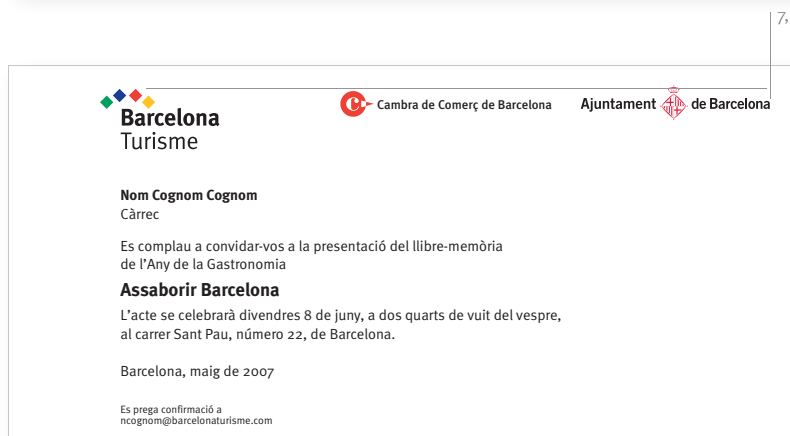 7,
Barcelona
Turisme
Cambra de Comerç de Barcelona
Ajuntament de Barcelona
Nom Cognom Cognom
Càrrec
Es complau a convidar-vos a la presentació del llibre-memòria
de l'Any de la Gastronomia
Assaborir Barcelona
L'acte se celebrarà divendres 8 de juny, a dos quarts de vuit del vespre,
al carrer Sant Pau, número 22, de Barcelona.
Barcelona, maig de 2007
Es prega confirmació a
ncognom@barcelonaturisme.com